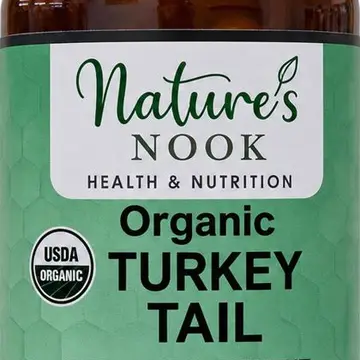 Nature's
NOOK
HEALTH & NUTRITION
Organic
USDA
ORGANIC
TURKEY
TAIL